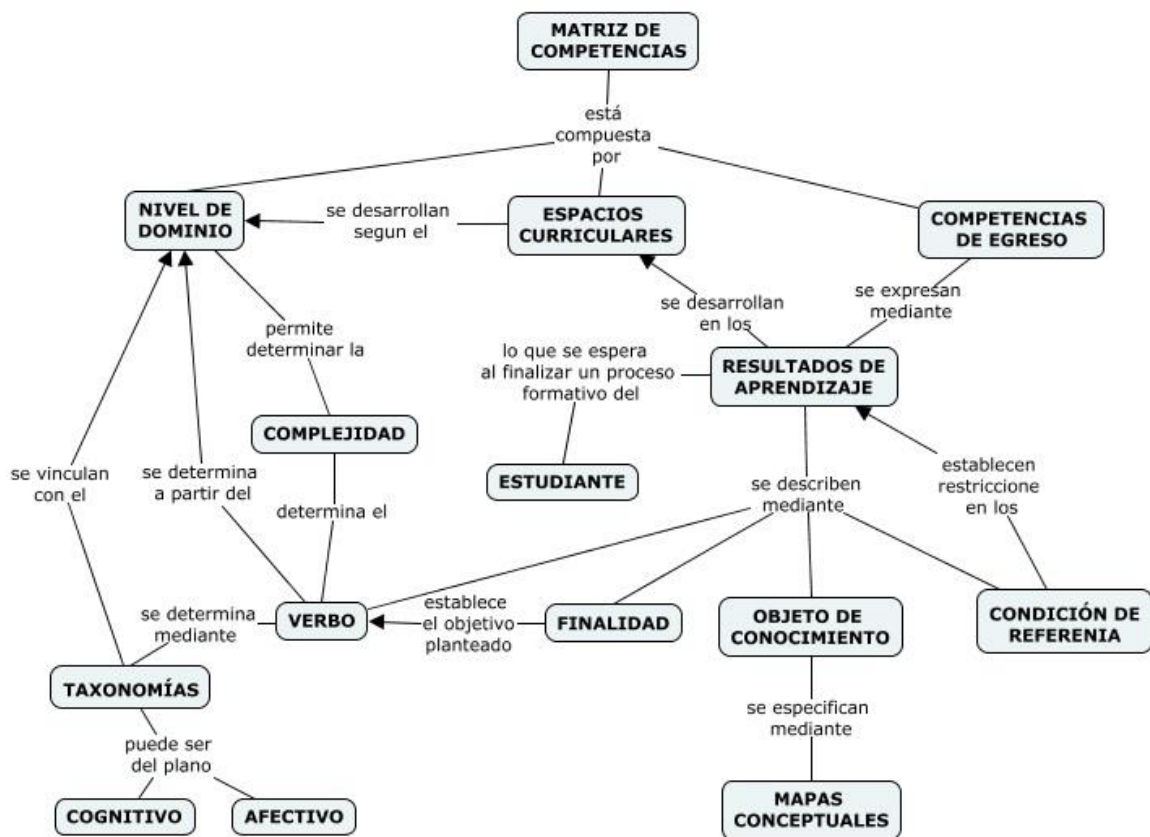 MATRIZ DE
COMPETENCIAS
está
compuesta
por
NIVEL DE
DOMINIO
se desarrollan
segun el
ESPACIOS
CURRICULARES
COMPETENCIAS
DE EGRESO
se desarrollan
en los
se expresan
mediante
permite
determinar la
lo que se espera
al finalizar un proceso
formativo del
RESULTADOS DE
APRENDIZAJE
COMPLEJIDAD
ESTUDIANTE
se vinculan
con el
se determina
a partir del
determina el
se describen
mediante
establecen
restriccione
en los
se determina
mediante
VERBO
establece
el objetivo
planteado
FINALIDAD
OBJETO DE
CONOCIMIENTO
CONDICIÓN DE
REFERENIA
TAXONOMÍAS
se especifican
mediante
puede ser
del plano
COGNITIVO
AFECTIVO
MAPAS
CONCEPTUALES